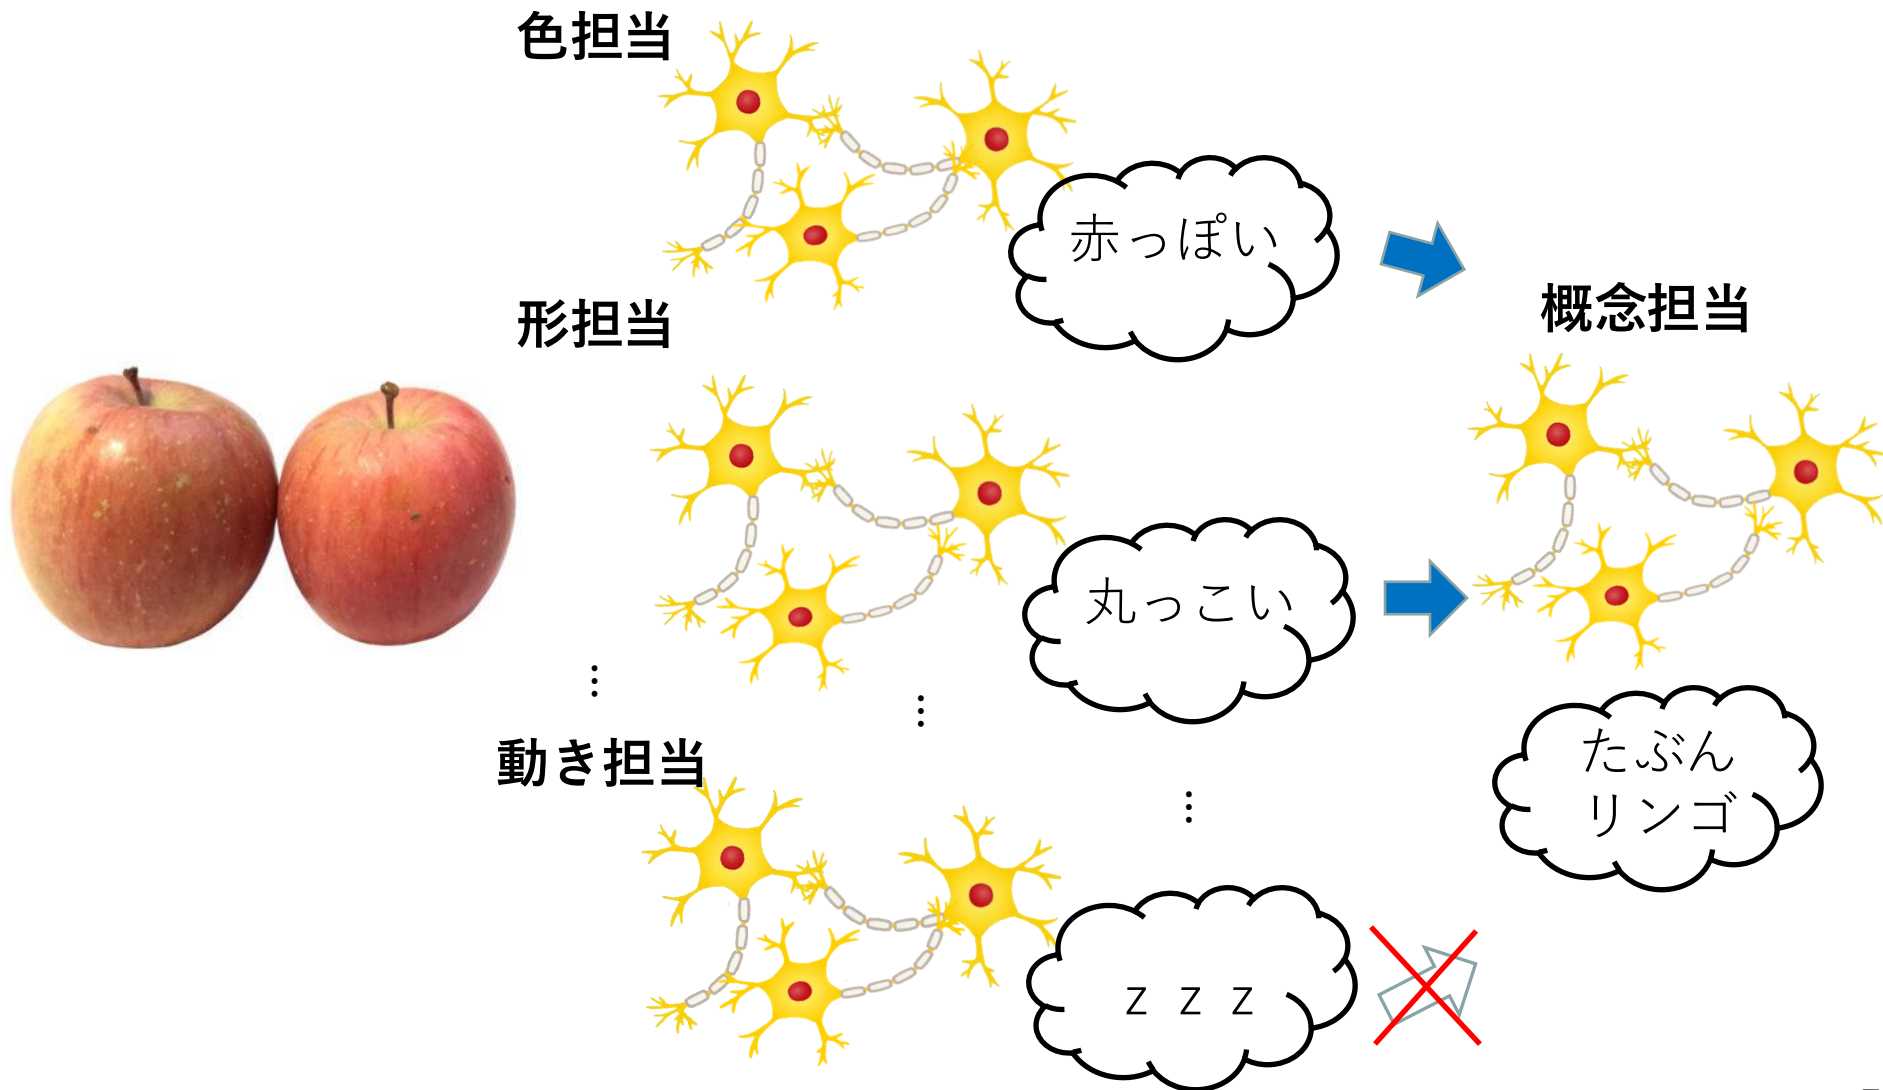 色担当
赤っぽい
形担当
丸っこい
⋮
⋮
動き担当
⋮
ｚｚｚ
概念担当
たぶん
リンゴ